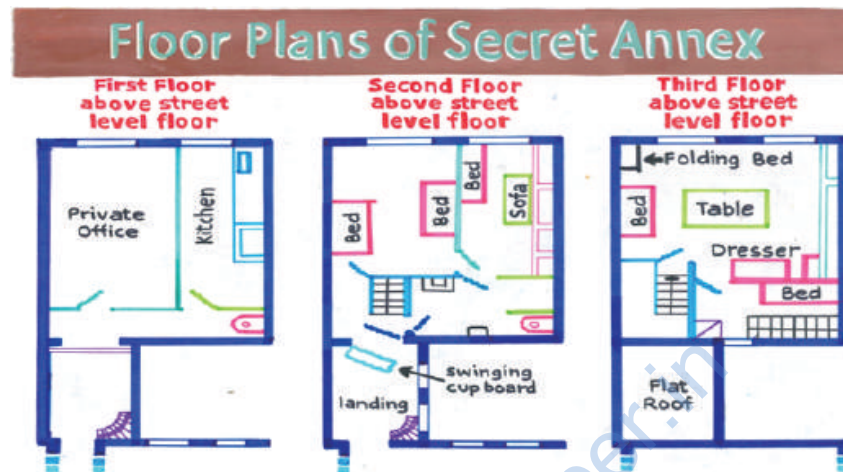 Floor Plans of Secret Annex
First Floor
above street
level floor
Private
Office
Kitchen
Second Floor
above street
level floor
Bed
Bed
Bed
Sofa
swinging
cupboard
landing
Third Floor
above street
level floor
Folding Bed
Bed
Table
Dresser
Bed
Flat
Roof